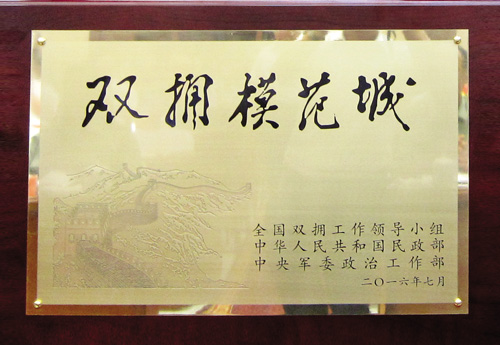 双拥模范城
全国双拥工作领导小组
中华人民共和国民政部
中央军委政治工作部
二〇一六年七月